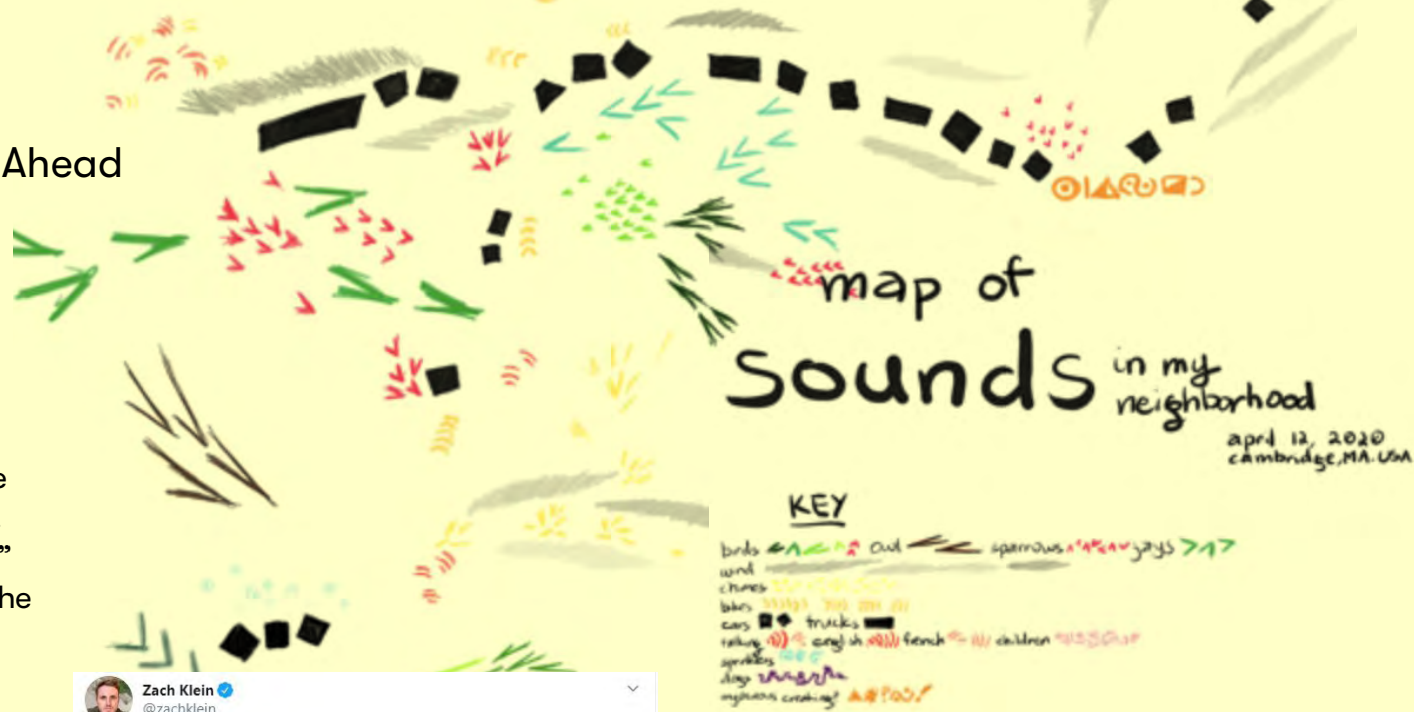 Ahead
map of
sounds in my
neighborhood
april 12, 2020
cambridge, MA. USA
e
”
he
KEY
birds owl sparrows jays
wind
chimes
bikes
cars trucks
talking english french children
sprinklers
dogs
mysterious creaking?
Zach Klein
@zachklein